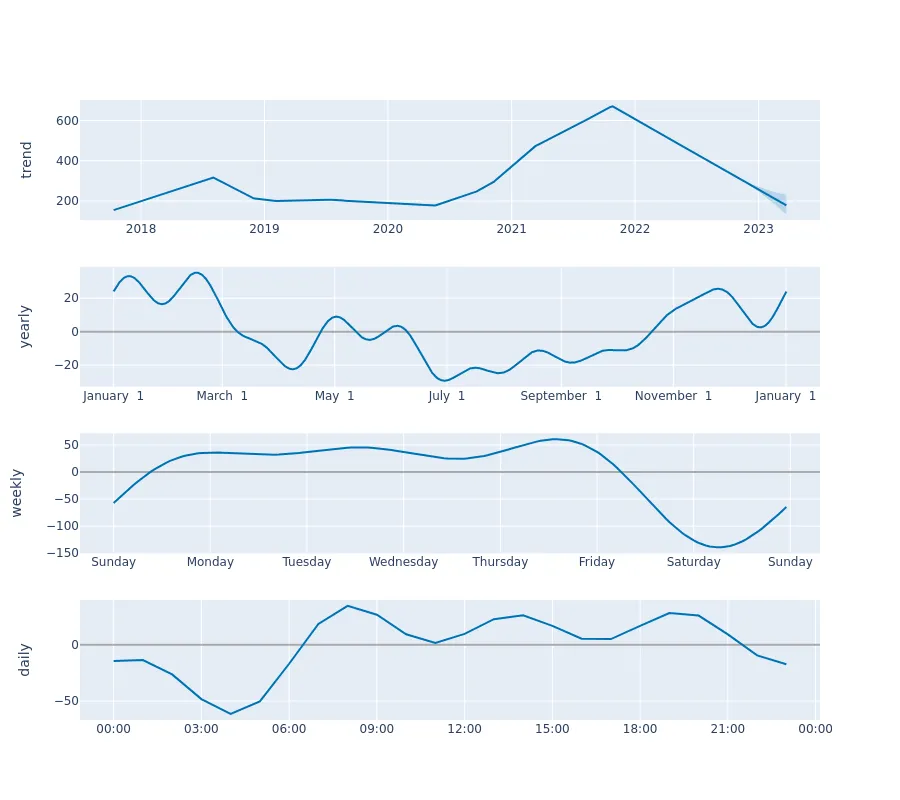 trend
600
400
200
2018 2019 2020 2021 2022 2023
yearly
20
0
−20
January 1 March 1 May 1 July 1 September 1 November 1 January 1
weekly
50
0
−50
−100
−150
Sunday Monday Tuesday Wednesday Thursday Friday Saturday Sunday
daily
0
−50
00:00 03:00 06:00 09:00 12:00 15:00 18:00 21:00 00:00